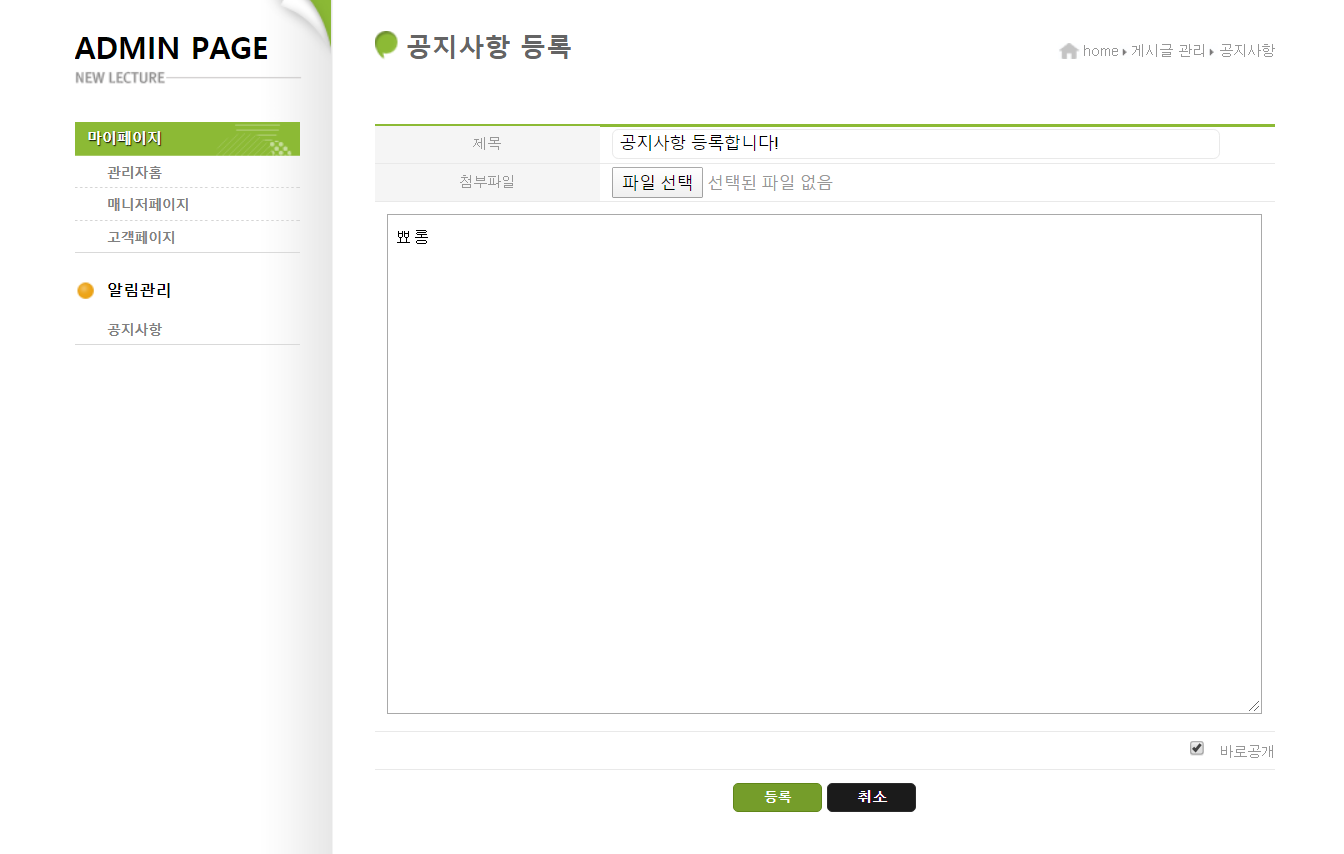 ADMIN PAGE
NEW LECTURE
마이페이지
관리자홈
매니저페이지
고객페이지
알림관리
공지사항
공지사항 등록
home 게시글 관리 공지사항
제목 공지사항 등록합니다!
첨부파일 파일 선택 선택된 파일 없음
뾰롱
바로공개
등록 취소